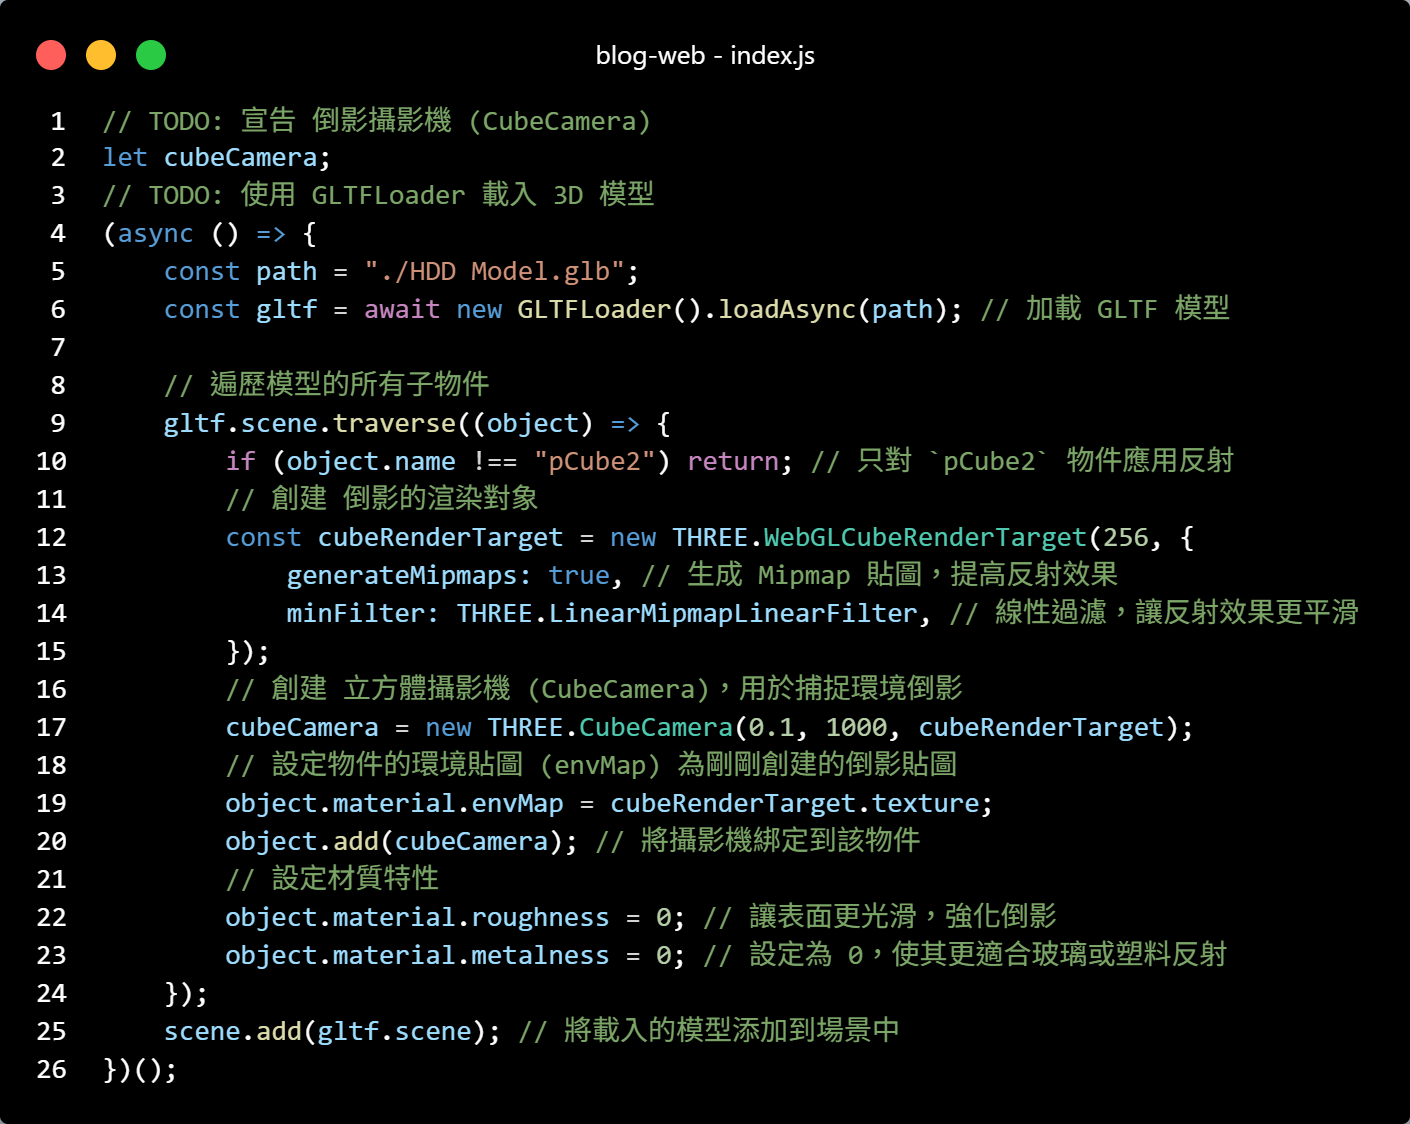 blog-web - index.js
1 // TODO: 宣告 倒影攝影機 (CubeCamera)
2 let cubeCamera;
3 // TODO: 使用 GLTFLoader 載入 3D 模型
4 (async () => {
5     const path = "./HDD Model.glb";
6     const gltf = await new GLTFLoader().loadAsync(path); // 加載 GLTF 模型
7
8     // 遍歷模型的所有子物件
9     gltf.scene.traverse((object) => {
10         if (object.name !== "pCube2") return; // 只對 `pCube2` 物件應用反射
11         // 創建 倒影的渲染對象
12         const cubeRenderTarget = new THREE.WebGLCubeRenderTarget(256, {
13             generateMipmaps: true, // 生成 Mipmap 貼圖，提高反射效果
14             minFilter: THREE.LinearMipmapLinearFilter, // 線性過濾，讓反射效果更平滑
15         });
16         // 創建 立方體攝影機 (CubeCamera)，用於捕捉環境倒影
17         cubeCamera = new THREE.CubeCamera(0.1, 1000, cubeRenderTarget);
18         // 設定物件的環境貼圖 (envMap) 為剛剛創建的倒影貼圖
19         object.material.envMap = cubeRenderTarget.texture;
20         object.add(cubeCamera); // 將攝影機綁定到該物件
21         // 設定材質特性
22         object.material.roughness = 0; // 讓表面更光滑，強化倒影
23         object.material.metalness = 0; // 設定為 0，使其更適合玻璃或塑料反射
24     });
25     scene.add(gltf.scene); // 將載入的模型添加到場景中
26 })();